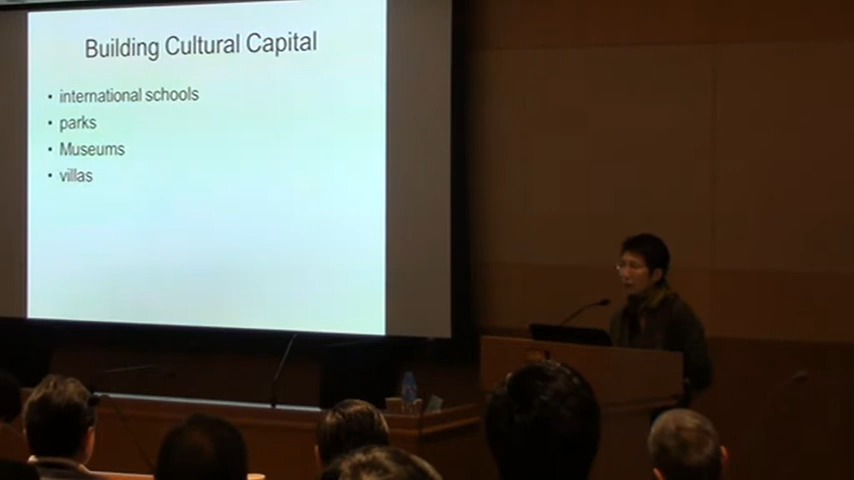 Building Cultural Capital
• international schools
• parks
• Museums
• villas